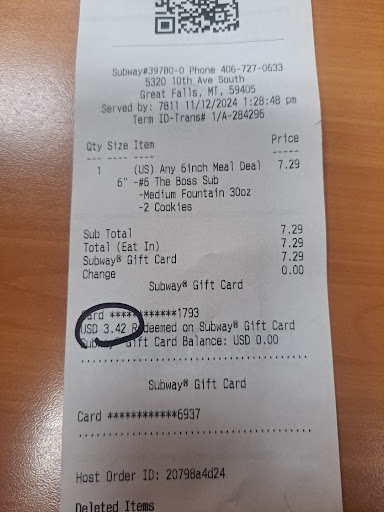 Subway#39780-0 Phone 406-727-0633
5320 10th Ave South
Great Falls, MT, 59405
Served by: 7811 11/12/2024 1:28:48 pm
Term ID-Trans# 1/A-284296
Qty Size Item Price
--- ---- ---- -----
1 (US) Any 6inch Meal Deal 7.29
6" -#6 The Boss Sub
-Medium Fountain 30oz
-2 Cookies
Sub Total 7.29
Total (Eat In) 7.29
Subway® Gift Card 7.29
Change 0.00
Subway® Gift Card
Card ************1793
USD 3.42 Redeemed on Subway® Gift Card
Subway® Gift Card Balance: USD 0.00
Subway® Gift Card
Card ************6937
Host Order ID: 20798a4d24
Deleted Items